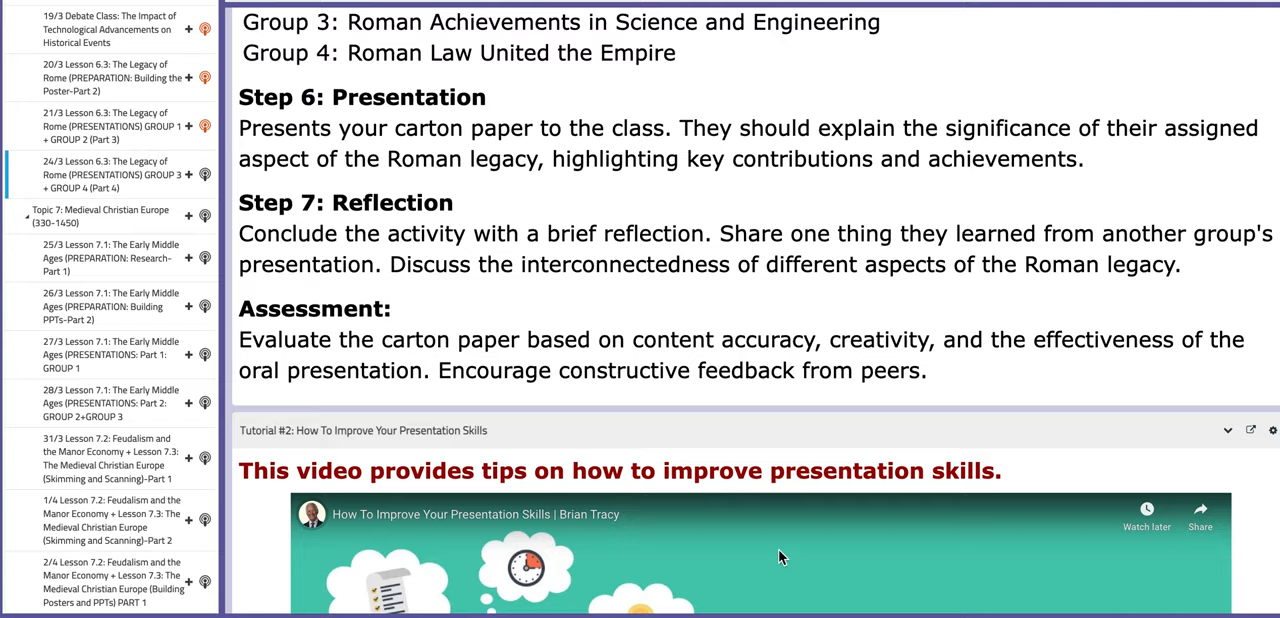 19/3 Debate Class: The Impact of
Technological Advancements on
Historical Events
20/3 Lesson 6.3: The Legacy of
Rome (PREPARATION: Building the
Poster-Part 2)
21/3 Lesson 6.3: The Legacy of
Rome (PRESENTATIONS) GROUP 1
+ GROUP 2 (Part 3)
24/3 Lesson 6.3: The Legacy of
Rome (PRESENTATIONS) GROUP 3
+ GROUP 4 (Part 4)
Topic 7: Medieval Christian Europe
(330-1450)
25/3 Lesson 7.1: The Early Middle
Ages (PREPARATION: Research-
Part 1)
26/3 Lesson 7.1: The Early Middle
Ages (PREPARATION: Building
PPTs-Part 2)
27/3 Lesson 7.1: The Early Middle
Ages (PRESENTATIONS: Part 1:
GROUP 1
28/3 Lesson 7.1: The Early Middle
Ages (PRESENTATIONS: Part 2:
GROUP 2+GROUP 3
31/3 Lesson 7.2: Feudalism and
the Manor Economy + Lesson 7.3:
The Medieval Christian Europe
(Skimming and Scanning)-Part 1
1/4 Lesson 7.2: Feudalism and the
Manor Economy + Lesson 7.3: The
Medieval Christian Europe
(Skimming and Scanning)-Part 2
2/4 Lesson 7.2: Feudalism and the
Manor Economy + Lesson 7.3: The
Medieval Christian Europe (Building
Posters and PPTs) PART 1
Group 3: Roman Achievements in Science and Engineering
Group 4: Roman Law United the Empire
Step 6: Presentation
Presents your carton paper to the class. They should explain the significance of their assigned
aspect of the Roman legacy, highlighting key contributions and achievements.
Step 7: Reflection
Conclude the activity with a brief reflection. Share one thing they learned from another group's
presentation. Discuss the interconnectedness of different aspects of the Roman legacy.
Assessment:
Evaluate the carton paper based on content accuracy, creativity, and the effectiveness of the
oral presentation. Encourage constructive feedback from peers.
Tutorial #2: How To Improve Your Presentation Skills
This video provides tips on how to improve presentation skills.
How To Improve Your Presentation Skills | Brian Tracy
Watch later
Share